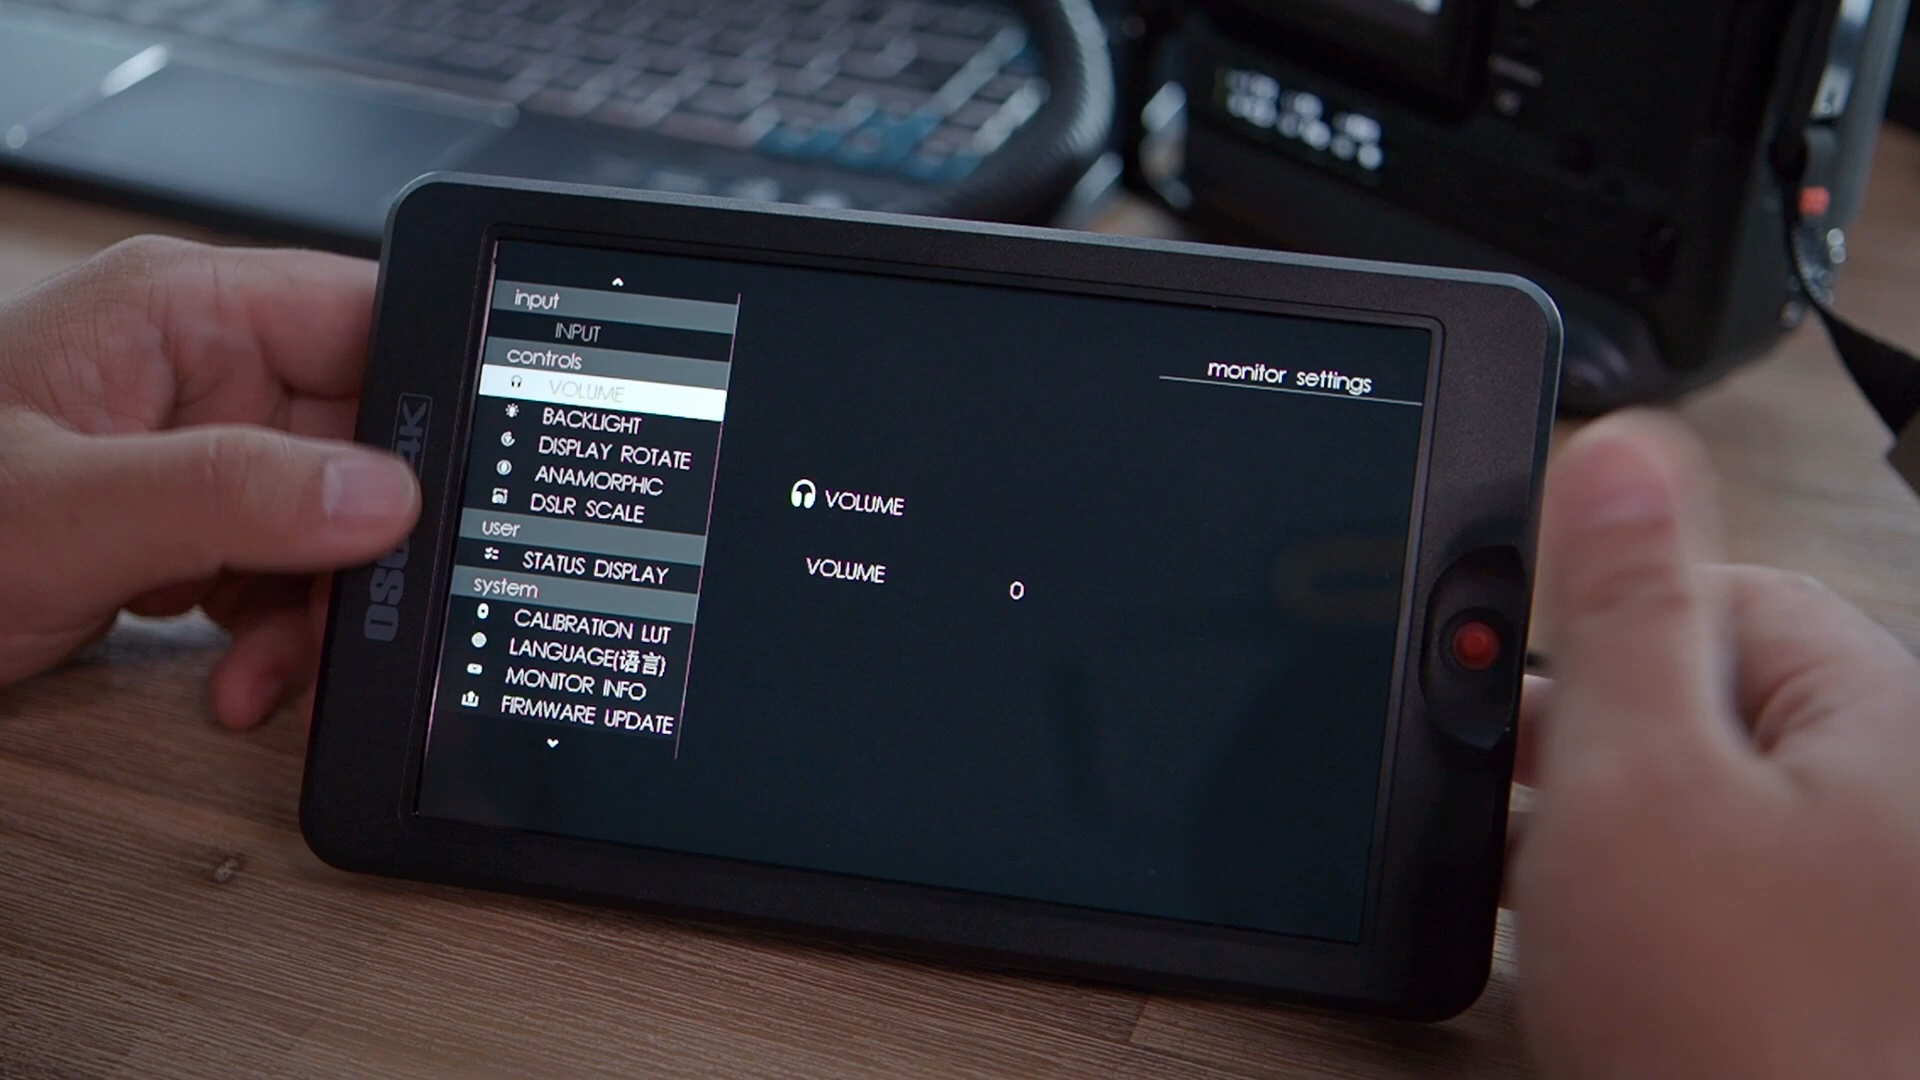 input
INPUT
controls
VOLUME
BACKLIGHT
DISPLAY ROTATE
ANAMORPHIC
DSLR SCALE
user
STATUS DISPLAY
system
CALIBRATION LUT
LANGUAGE(语言)
MONITOR INFO
FIRMWARE UPDATE
monitor settings
VOLUME
VOLUME 0